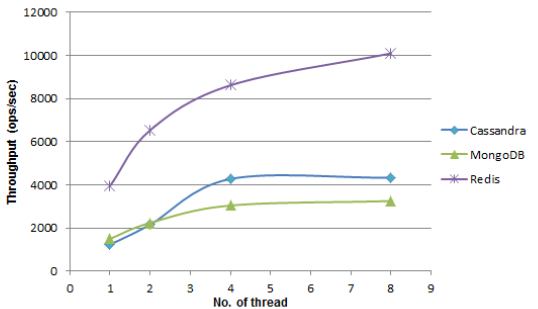 12000
10000
8000
6000
4000
2000
0
Throughput (ops/sec)
0 1 2 3 4 5 6 7 8 9
No. of thread
Cassandra
MongoDB
Redis